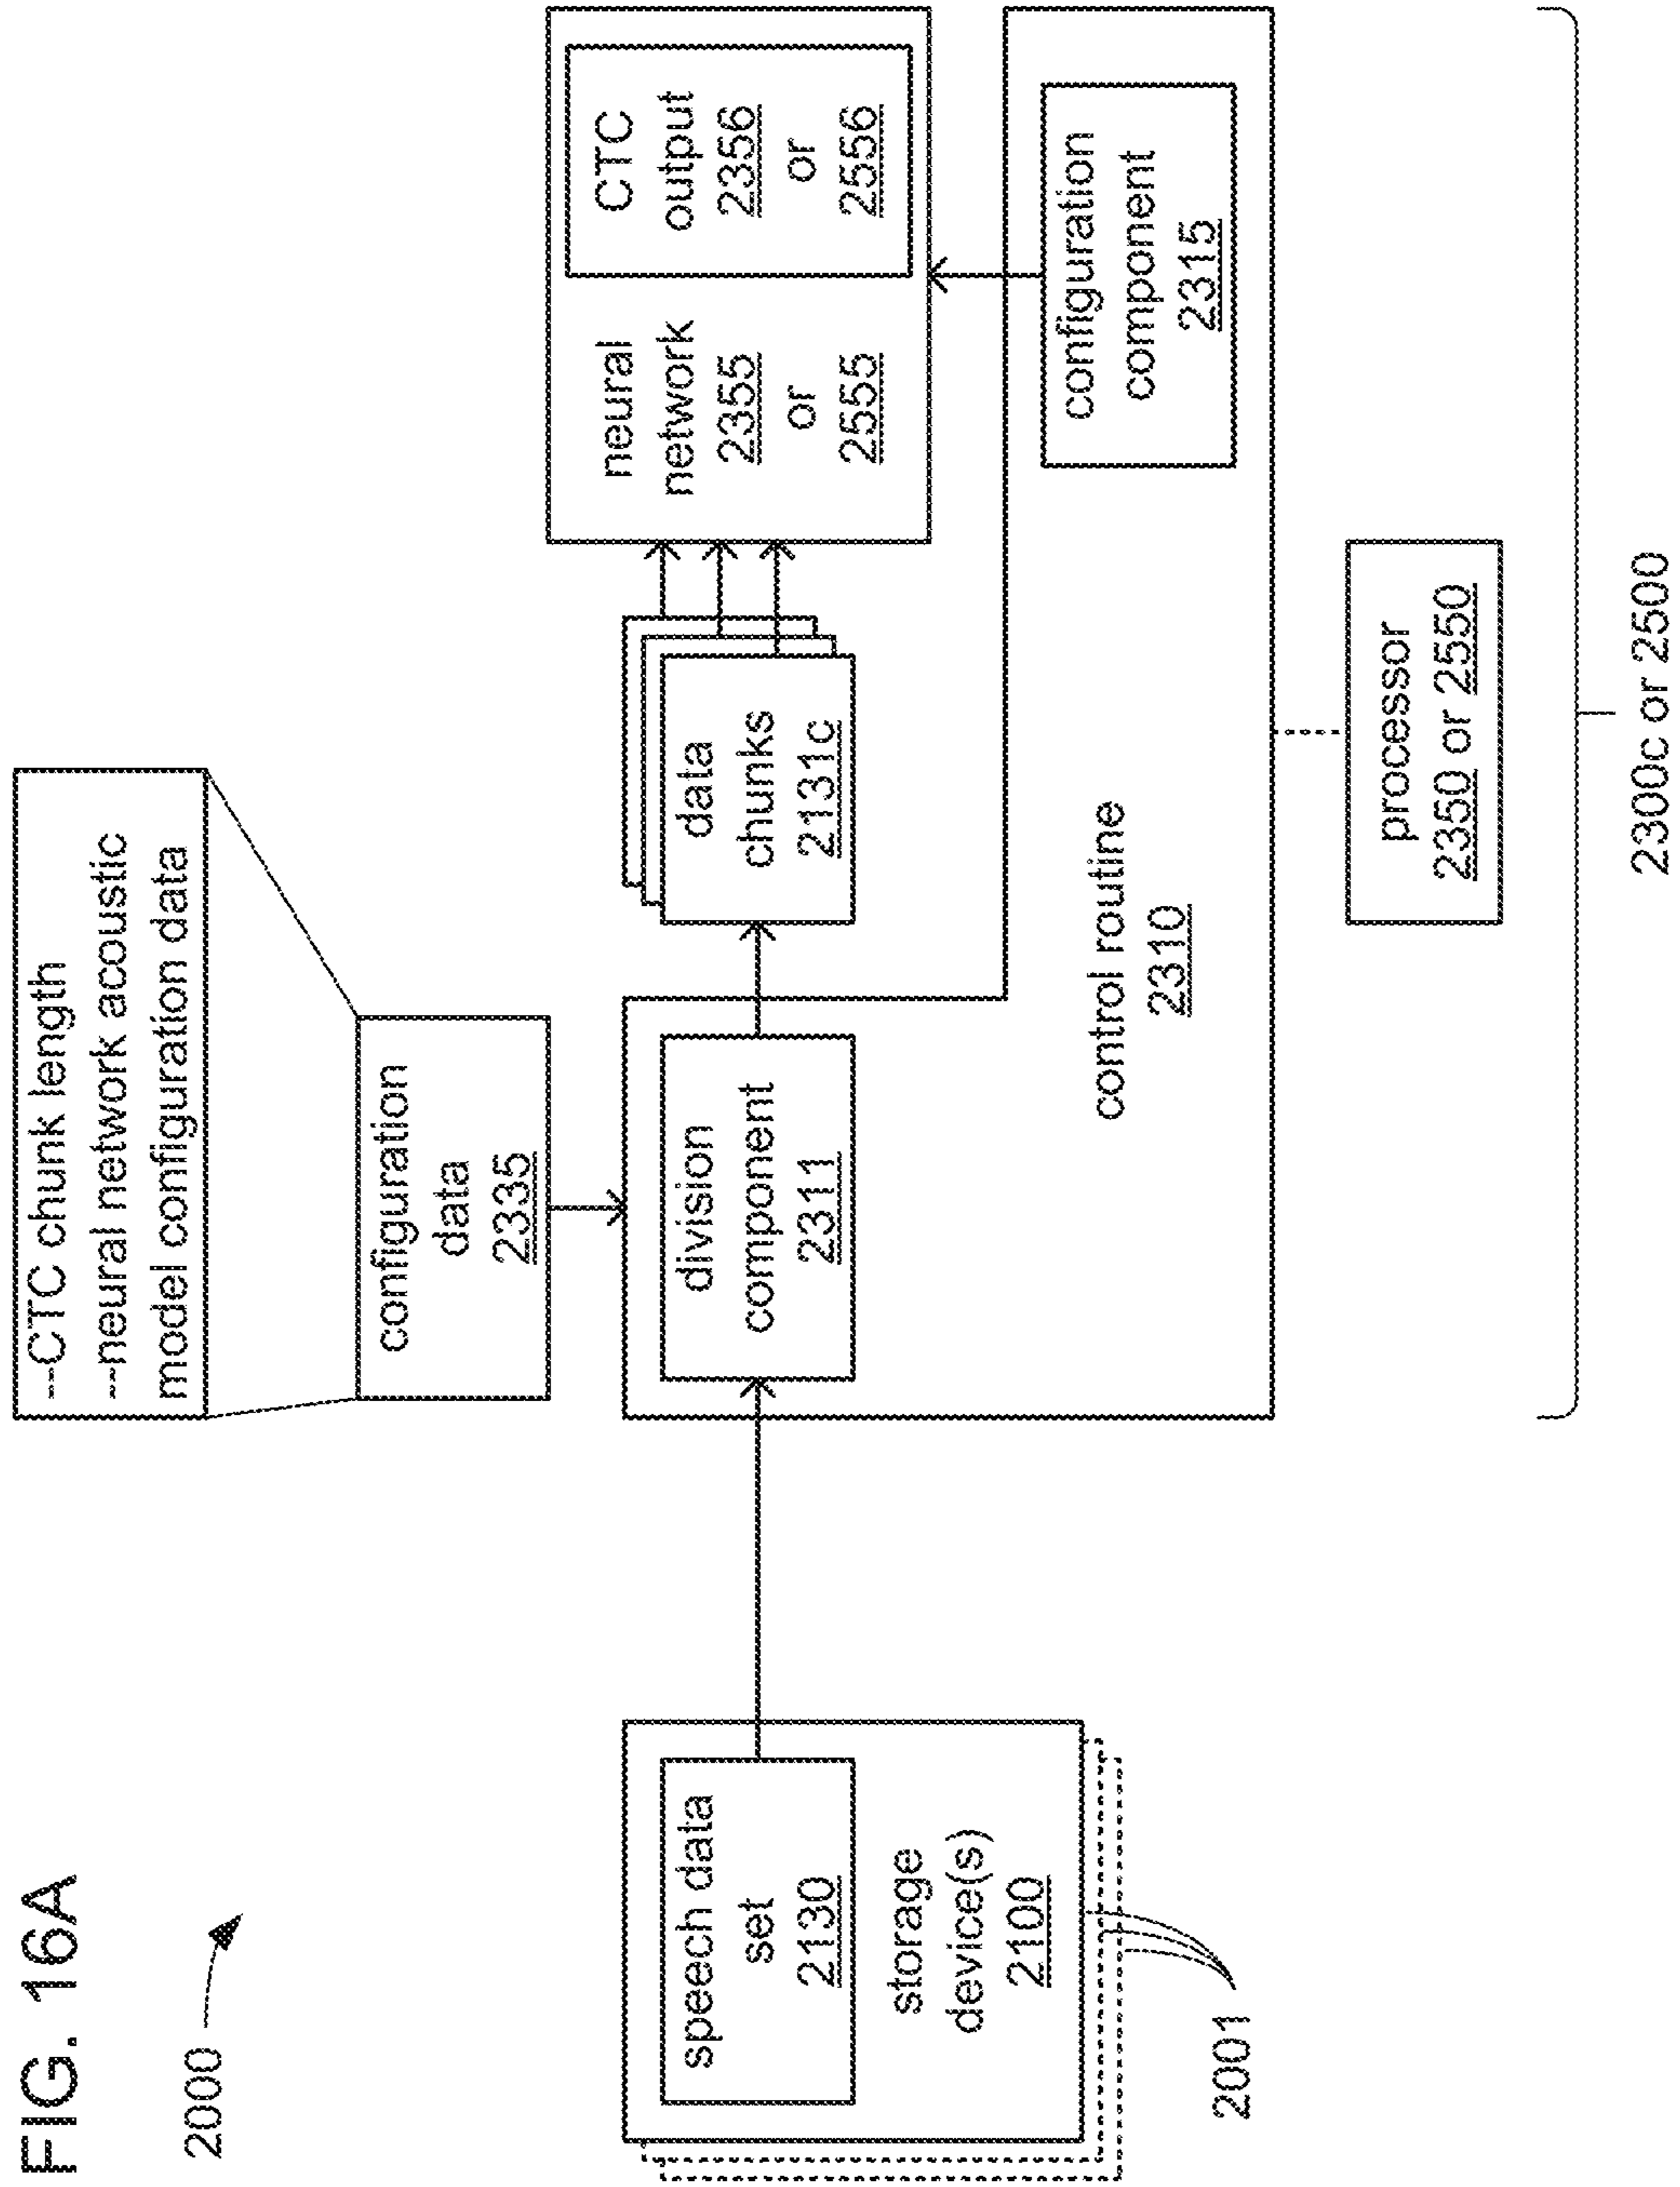 FIG. 16A
2000
--CTC chunk length
--neural network acoustic
model configuration data
configuration
data
2335
speech data
set
2130
storage
device(s)
2100
2001
division
component
2311
data
chunks
2131c
neural
network
2355
or
2555
CTC
output
2356
or
2556
control routine
2310
configuration
component
2315
processor
2350 or 2550
2300c or 2500